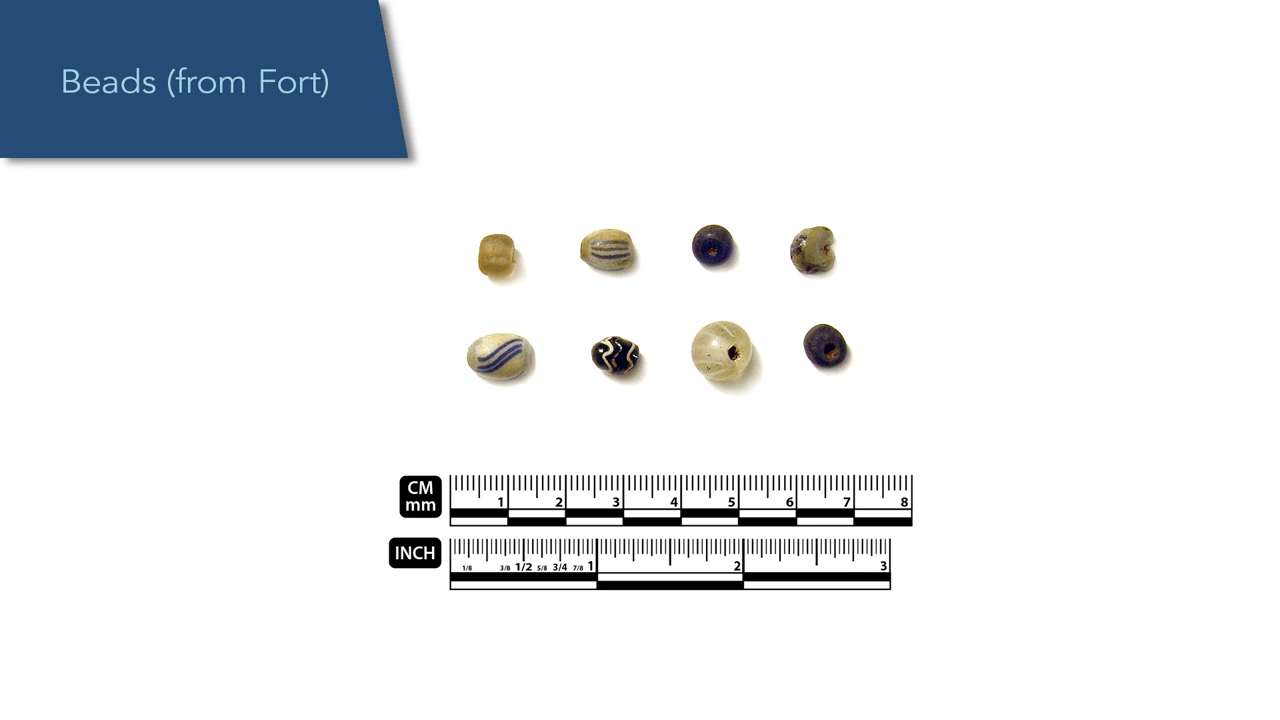 Beads (from Fort)
CM
mm
1 2 3 4 5 6 7 8
INCH
1/8 3/8 1/2 5/8 3/4 7/8 1 2 3